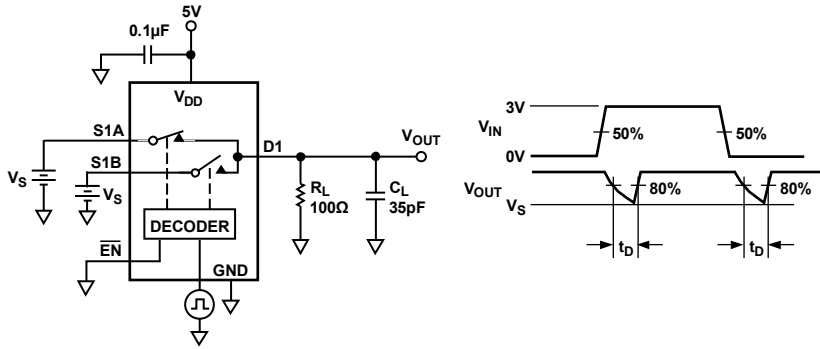 5V
0.1µF
VDD
S1A
D1
VOUT
S1B
VS
VS
RL
100Ω
CL
35pF
DECODER
EN
GND
3V
VIN
50%
50%
0V
VOUT
80%
80%
VS
tD
tD